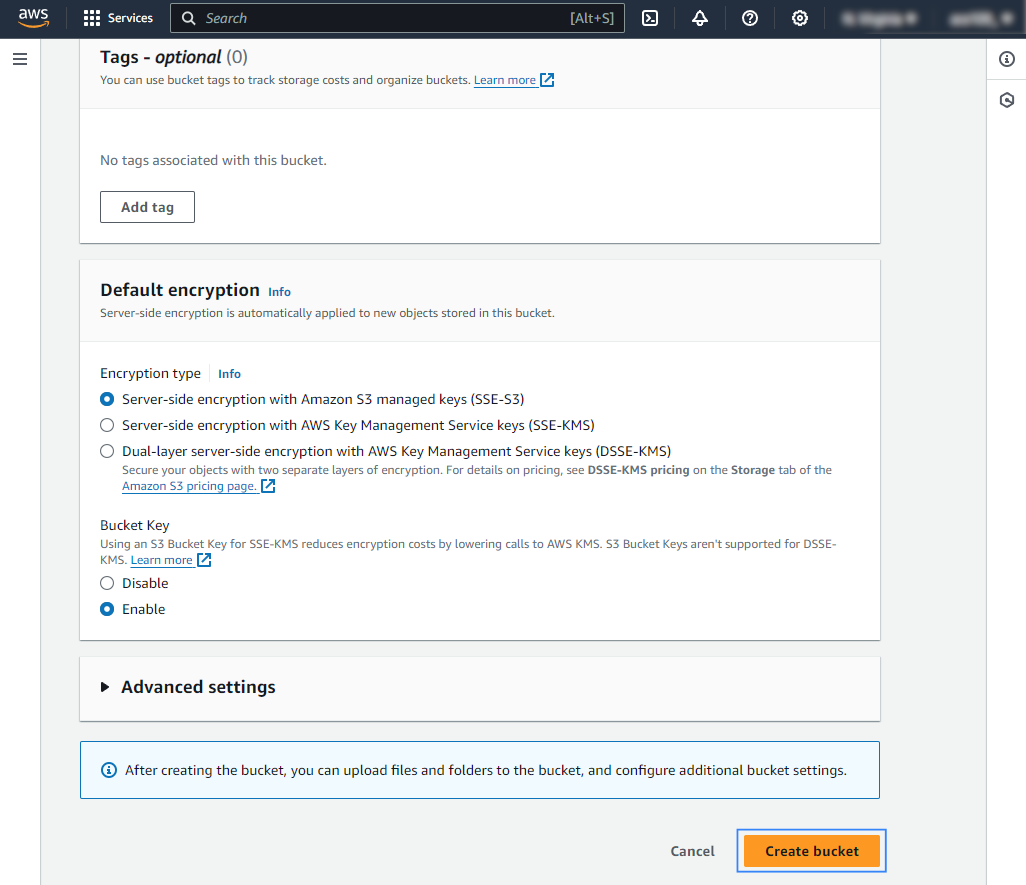 aws
Services
Search
[Alt+S]
Tags - optional (0)
You can use bucket tags to track storage costs and organize buckets. Learn more
No tags associated with this bucket.
Add tag
Default encryption Info
Server-side encryption is automatically applied to new objects stored in this bucket.
Encryption type Info
Server-side encryption with Amazon S3 managed keys (SSE-S3)
Server-side encryption with AWS Key Management Service keys (SSE-KMS)
Dual-layer server-side encryption with AWS Key Management Service keys (DSSE-KMS)
Secure your objects with two separate layers of encryption. For details on pricing, see DSSE-KMS pricing on the Storage tab of the
Amazon S3 pricing page.
Bucket Key
Using an S3 Bucket Key for SSE-KMS reduces encryption costs by lowering calls to AWS KMS. S3 Bucket Keys aren't supported for DSSE-
KMS. Learn more
Disable
Enable
Advanced settings
After creating the bucket, you can upload files and folders to the bucket, and configure additional bucket settings.
Cancel
Create bucket